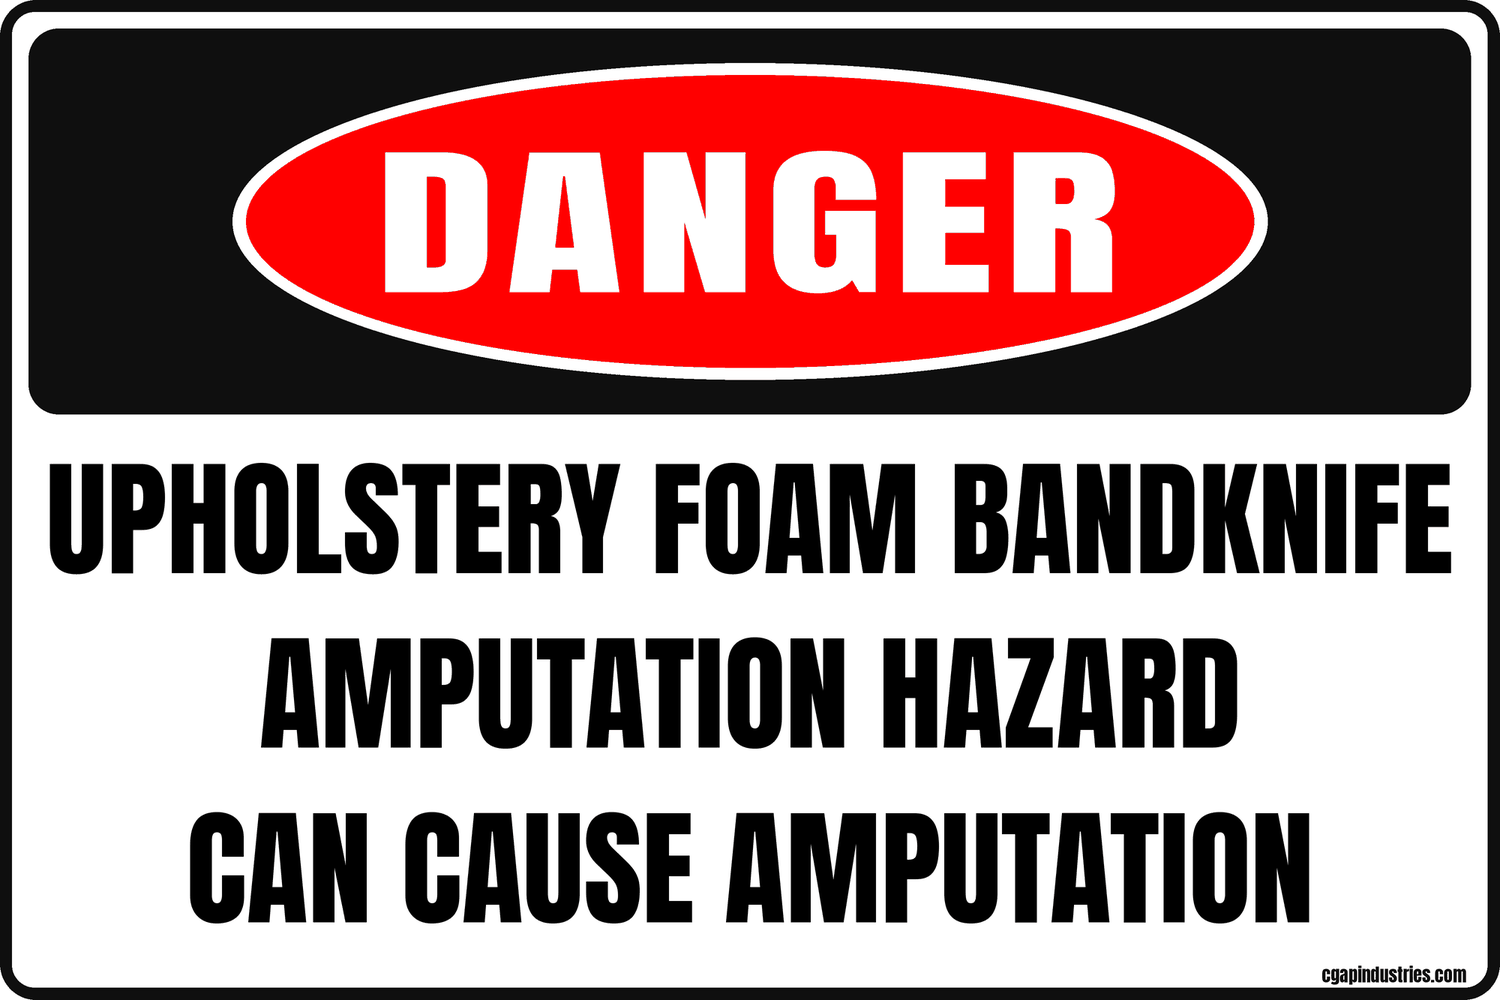 DANGER
UPHOLSTERY FOAM BANDKNIFE
AMPUTATION HAZARD
CAN CAUSE AMPUTATION
cgapindustries.com